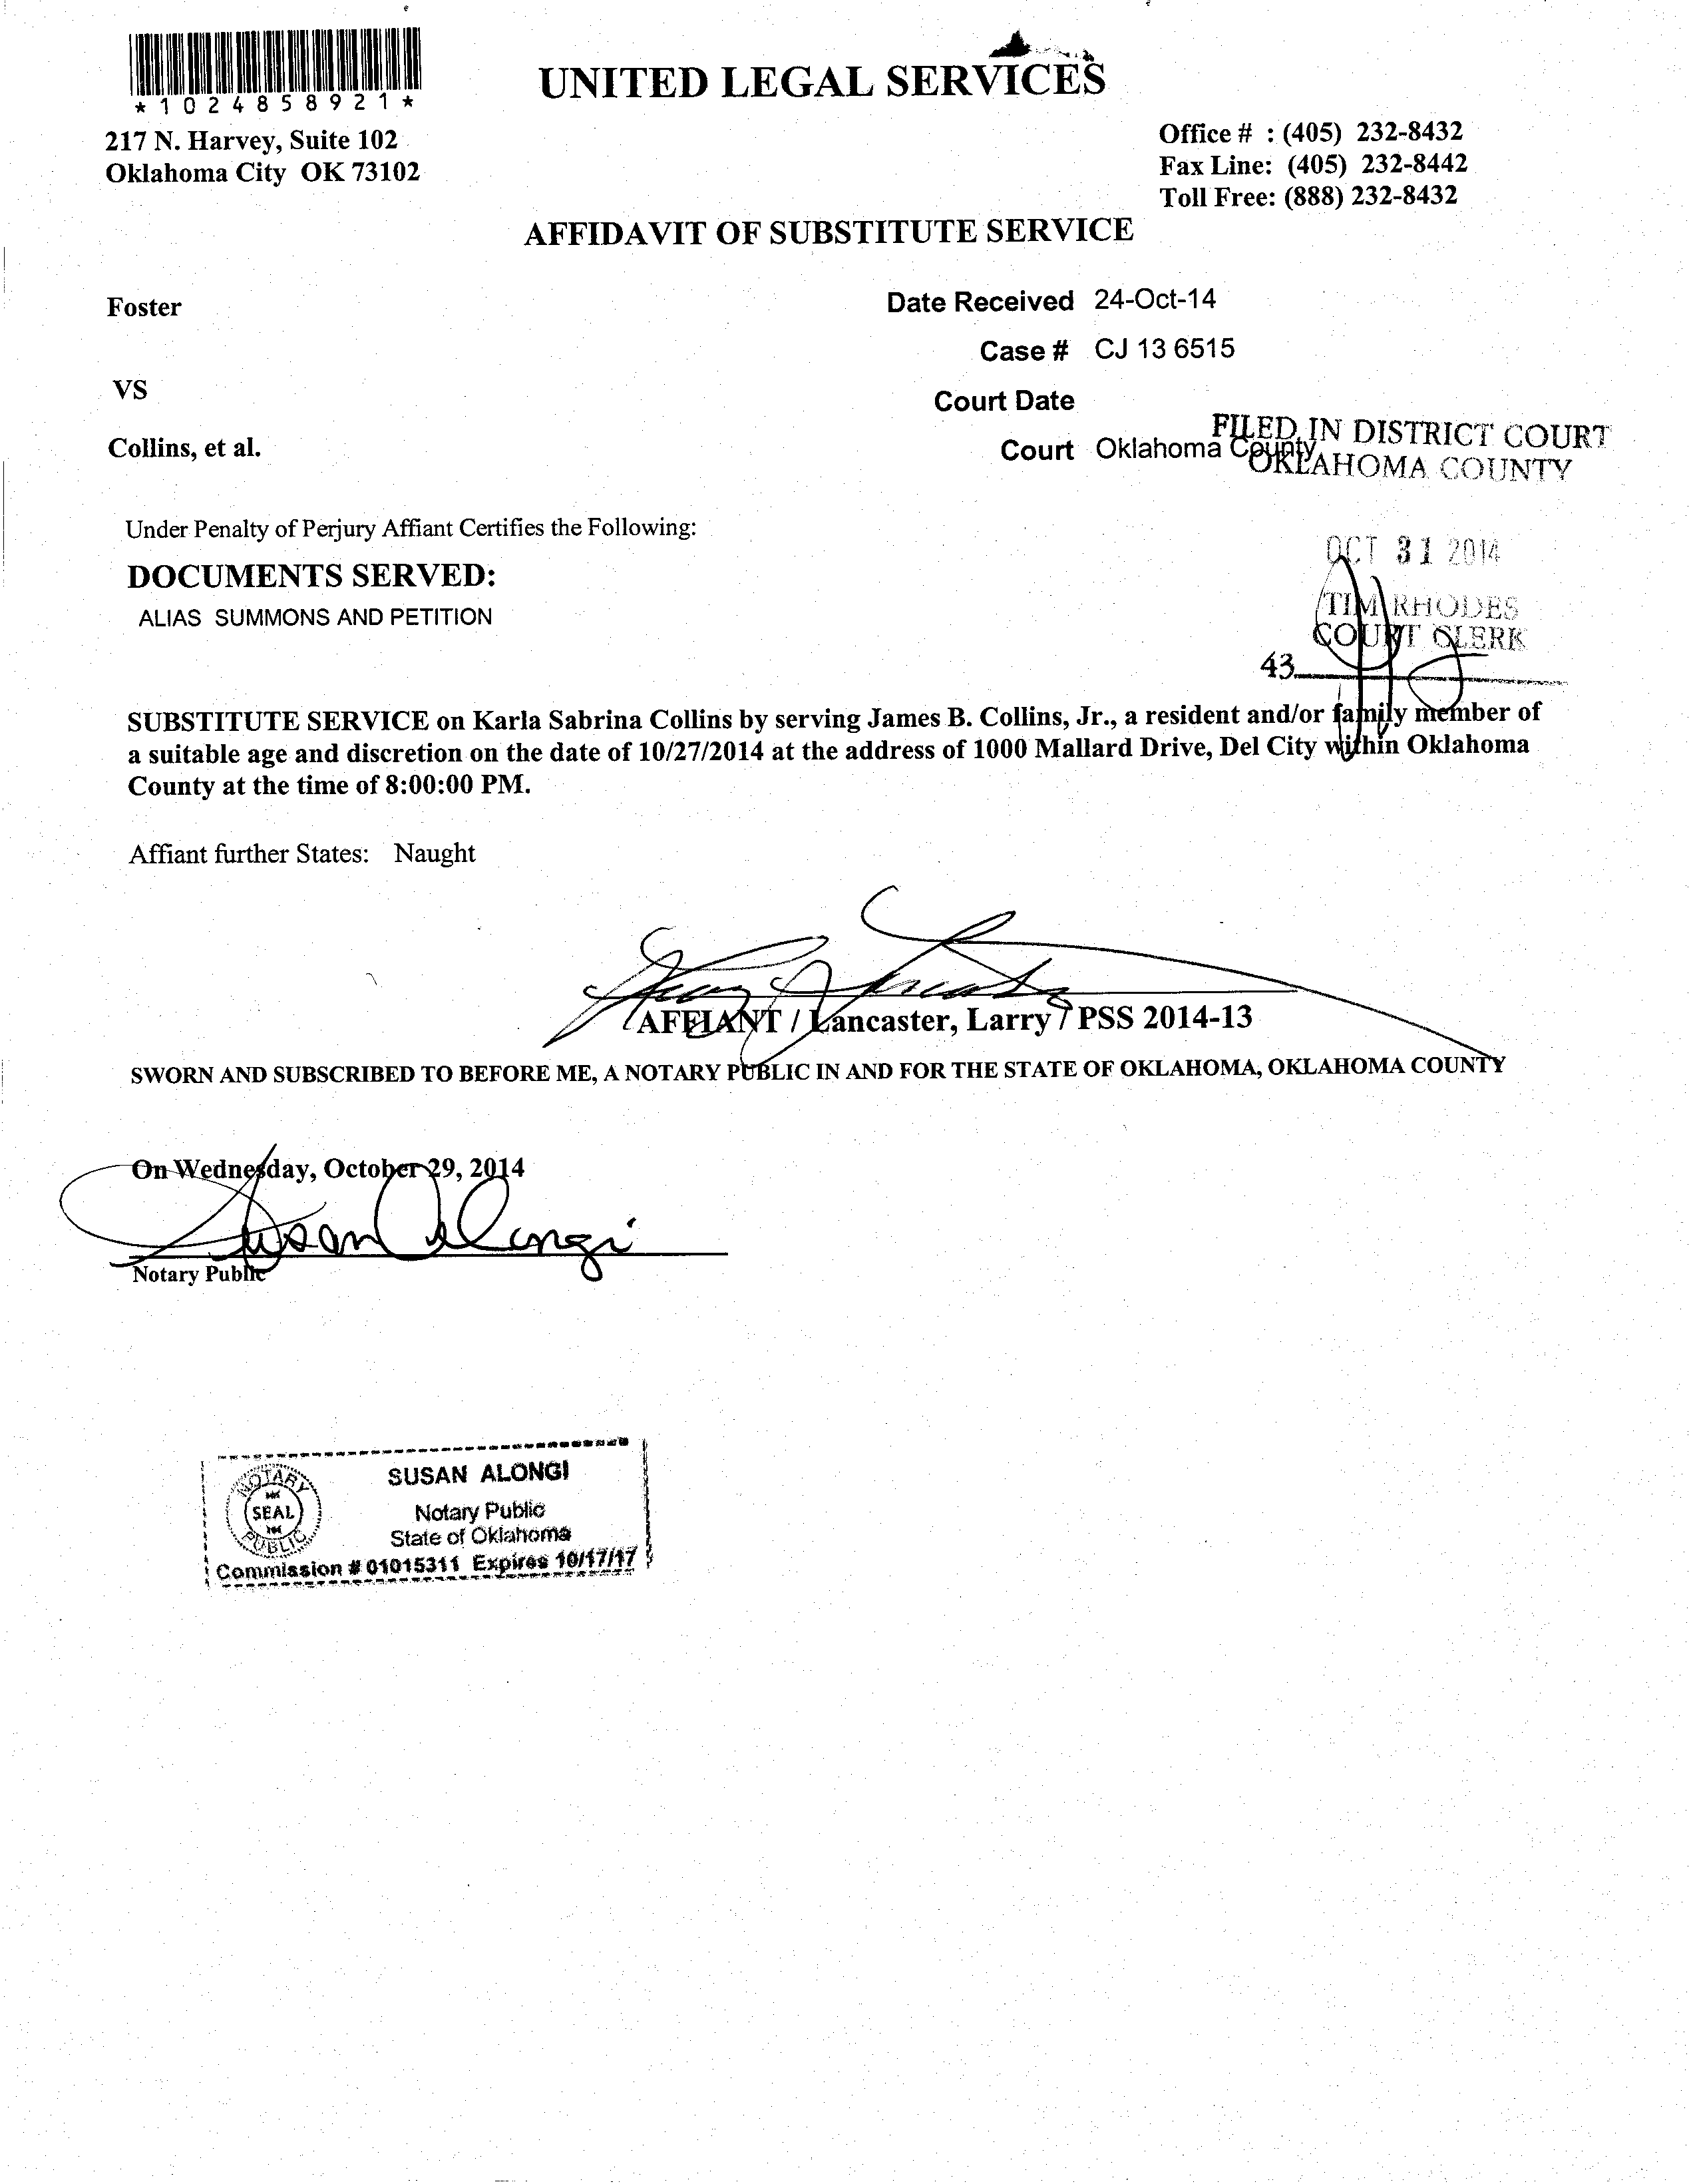 *1024858921*
UNITED LEGAL SERVICES
217 N. Harvey, Suite 102
Oklahoma City OK 73102
Office # : (405) 232-8432
Fax Line: (405) 232-8442
Toll Free: (888) 232-8432
AFFIDAVIT OF SUBSTITUTE SERVICE
Foster
Date Received 24-Oct-14
Case # CJ 13 6515
VS
Court Date
Collins, et al.
Court Oklahoma County
FILED IN DISTRICT COURT
OKLAHOMA COUNTY
Under Penalty of Perjury Affiant Certifies the Following:
OCT 31 2014
DOCUMENTS SERVED:
ALIAS SUMMONS AND PETITION
TIM RHODES
COURT CLERK
43
SUBSTITUTE SERVICE on Karla Sabrina Collins by serving James B. Collins, Jr., a resident and/or family member of
a suitable age and discretion on the date of 10/27/2014 at the address of 1000 Mallard Drive, Del City within Oklahoma
County at the time of 8:00:00 PM.
Affiant further States: Naught
AFFIANT / Lancaster, Larry / PSS 2014-13
SWORN AND SUBSCRIBED TO BEFORE ME, A NOTARY PUBLIC IN AND FOR THE STATE OF OKLAHOMA, OKLAHOMA COUNTY
On Wednesday, October 29, 2014
Susan Alongi
Notary Public
NOTARY
SEAL
PUBLIC
SUSAN ALONGI
Notary Public
State of Oklahoma
Commission # 01015311 Expires 10/17/17